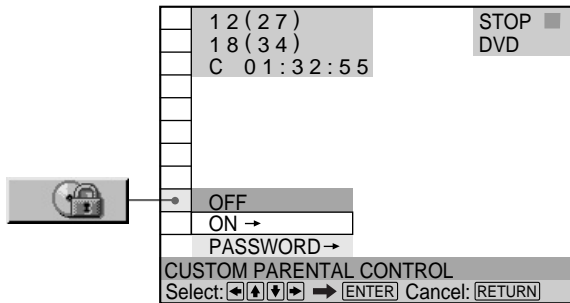 12(27)
18(34)
C 01:32:55
STOP
DVD
OFF
ON →
PASSWORD→
CUSTOM PARENTAL CONTROL
Select: ←↑↓→ → ENTER Cancel: RETURN